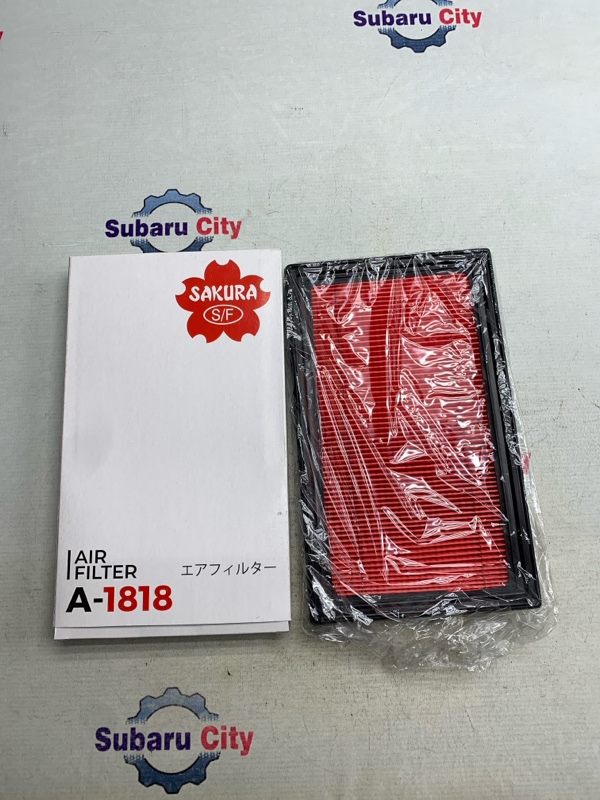 Subaru City
Subaru City
SAKURA
S/F
AIR
FILTER
エアフィルター
A-1818
Subaru City